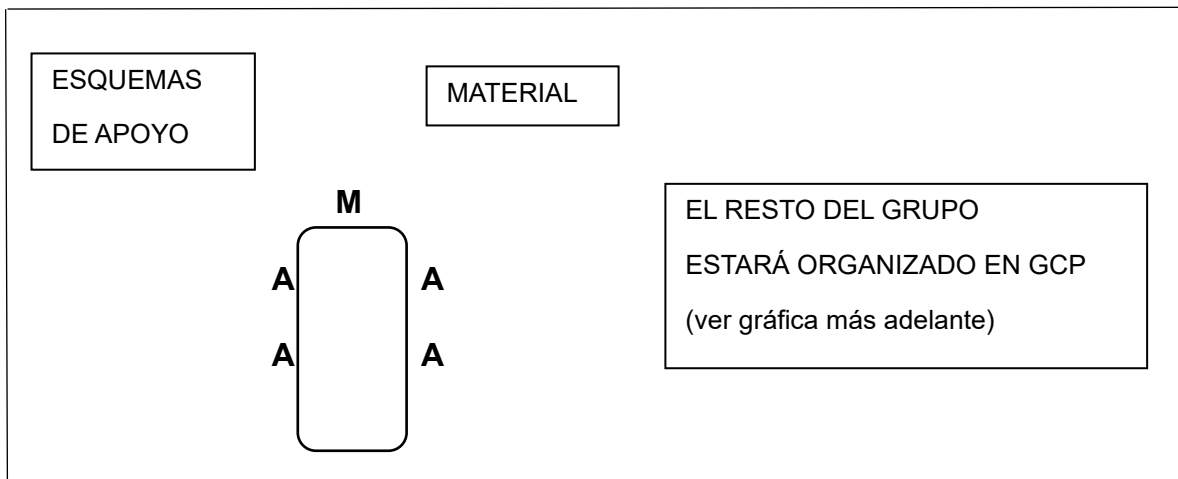 ESQUEMAS
DE APOYO
MATERIAL
EL RESTO DEL GRUPO
ESTARÁ ORGANIZADO EN GCP
(ver gráfica más adelante)
M
A A
A A